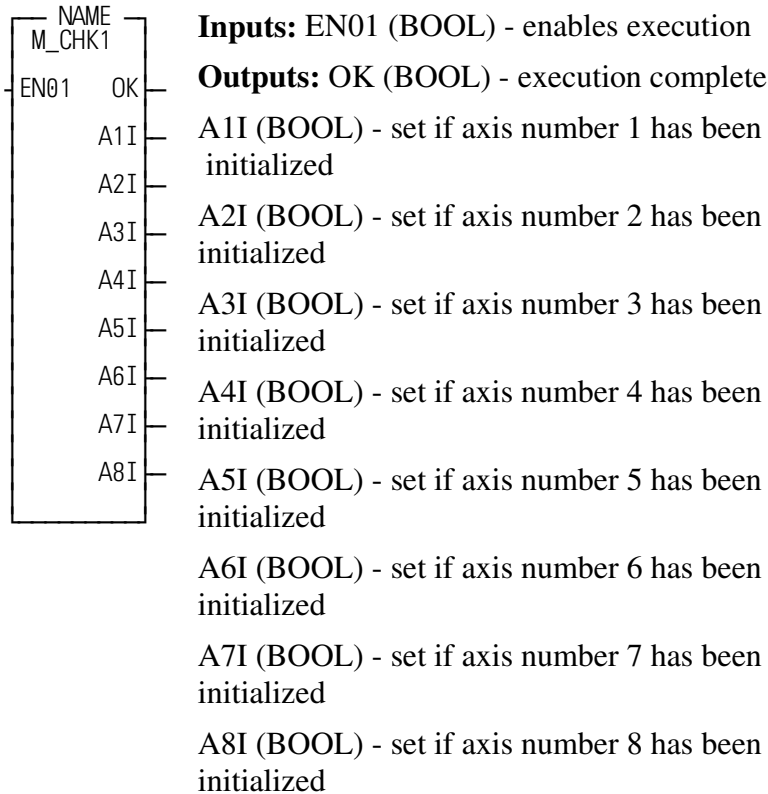 NAME
M_CHK1
EN01 OK
A1I
A2I
A3I
A4I
A5I
A6I
A7I
A8I
Inputs: EN01 (BOOL) - enables execution
Outputs: OK (BOOL) - execution complete
A1I (BOOL) - set if axis number 1 has been
initialized
A2I (BOOL) - set if axis number 2 has been
initialized
A3I (BOOL) - set if axis number 3 has been
initialized
A4I (BOOL) - set if axis number 4 has been
initialized
A5I (BOOL) - set if axis number 5 has been
initialized
A6I (BOOL) - set if axis number 6 has been
initialized
A7I (BOOL) - set if axis number 7 has been
initialized
A8I (BOOL) - set if axis number 8 has been
initialized